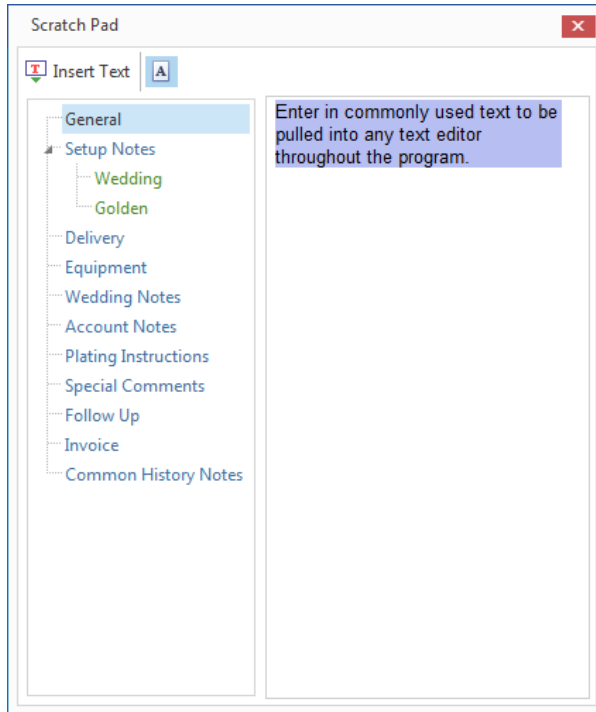 Scratch Pad
Insert Text
A
General
Setup Notes
Wedding
Golden
Delivery
Equipment
Wedding Notes
Account Notes
Plating Instructions
Special Comments
Follow Up
Invoice
Common History Notes
Enter in commonly used text to be
pulled into any text editor
throughout the program.